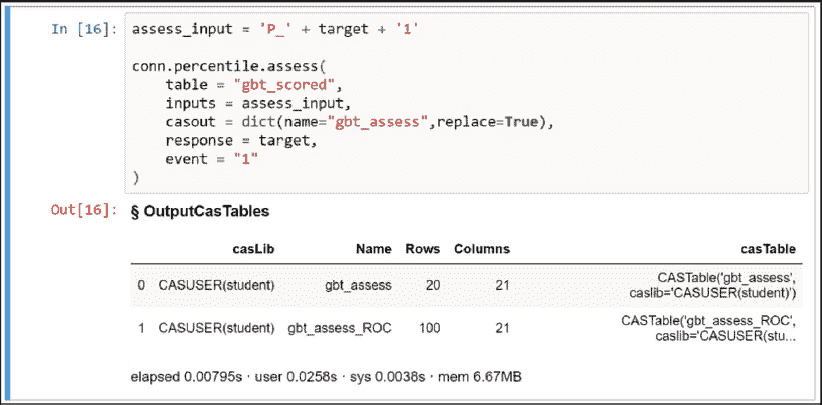 In [16]: assess_input = 'P_' + target + '1'
conn.percentile.assess(
table = "gbt_scored",
inputs = assess_input,
casout = dict(name="gbt_assess",replace=True),
response = target,
event = "1"
)
Out[16]: § OutputCasTables
casLib Name Rows Columns casTable
0 CASUSER(student) gbt_assess 20 21 CASTable('gbt_assess',
caslib='CASUSER(student)')
1 CASUSER(student) gbt_assess_ROC 100 21 CASTable('gbt_assess_ROC',
caslib='CASUSER(stu...
elapsed 0.00795s · user 0.0258s · sys 0.0038s · mem 6.67MB